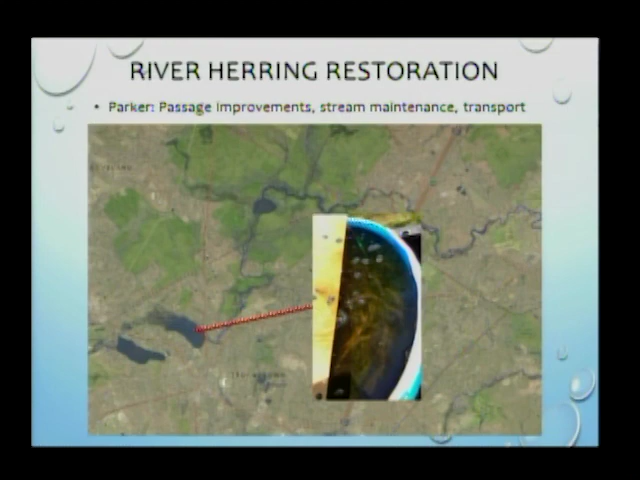 RIVER HERRING RESTORATION
• Parker: Passage improvements, stream maintenance, transport